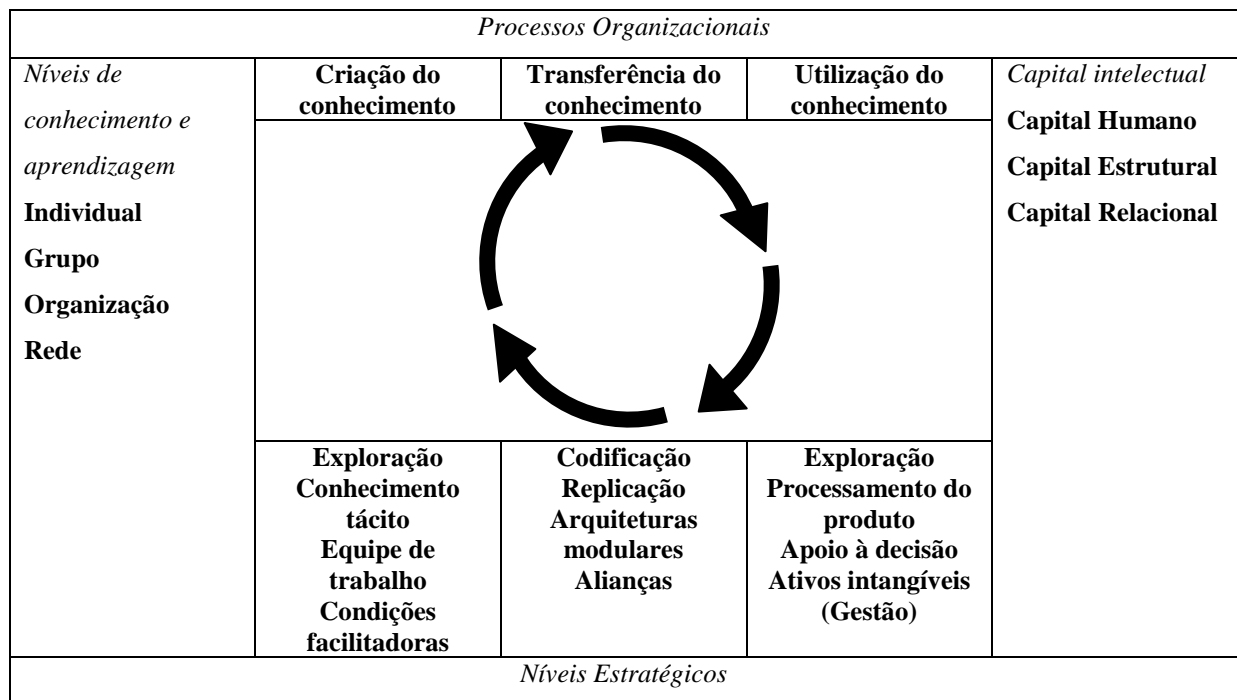 Processos Organizacionais
Níveis de
conhecimento e
aprendizagem
Individual
Grupo
Organização
Rede
Criação do
conhecimento
Transferência do
conhecimento
Utilização do
conhecimento
Capital intelectual
Capital Humano
Capital Estrutural
Capital Relacional
Exploração
Conhecimento
tácito
Equipe de
trabalho
Condições
facilitadoras
Codificação
Replicação
Arquiteturas
modulares
Alianças
Exploração
Processamento do
produto
Apoio à decisão
Ativos intangíveis
(Gestão)
Níveis Estratégicos